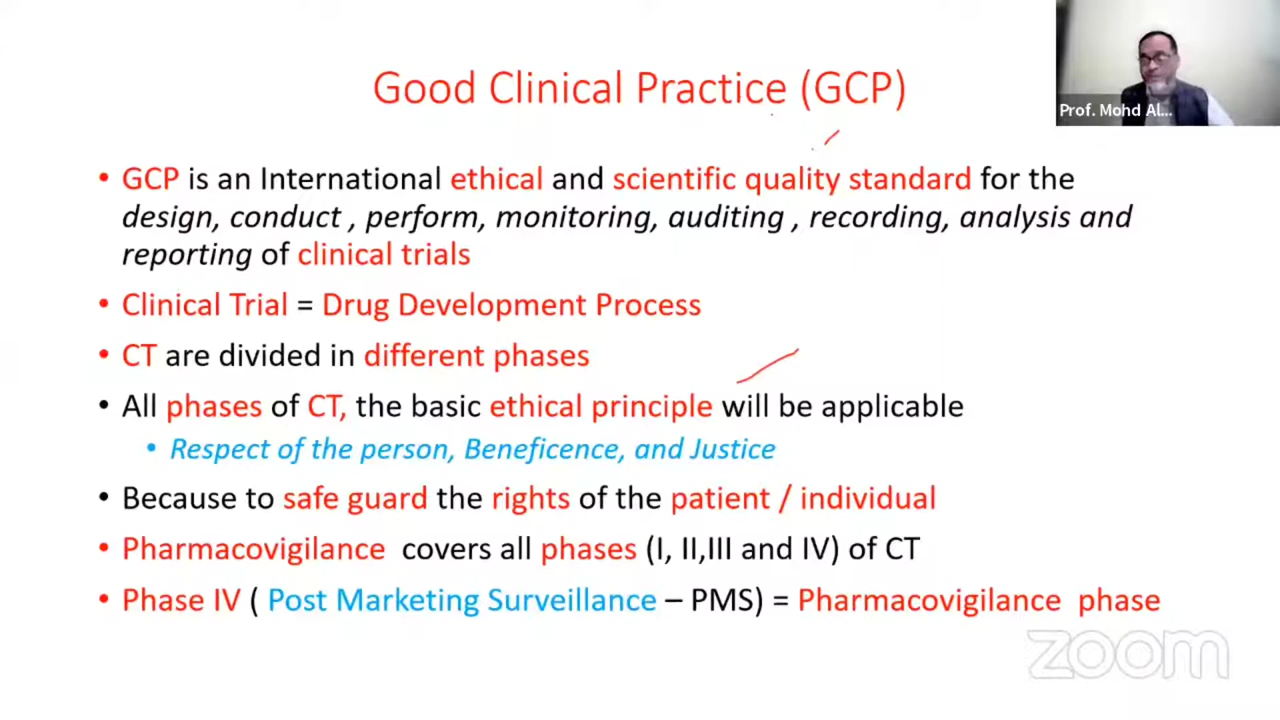 Good Clinical Practice (GCP)
Prof. Mohd Al...
• GCP is an International ethical and scientific quality standard for the
design, conduct , perform, monitoring, auditing , recording, analysis and
reporting of clinical trials
• Clinical Trial = Drug Development Process
• CT are divided in different phases
• All phases of CT, the basic ethical principle will be applicable
• Respect of the person, Beneficence, and Justice
• Because to safe guard the rights of the patient / individual
• Pharmacovigilance covers all phases (I, II,III and IV) of CT
• Phase IV ( Post Marketing Surveillance – PMS) = Pharmacovigilance phase
zoom